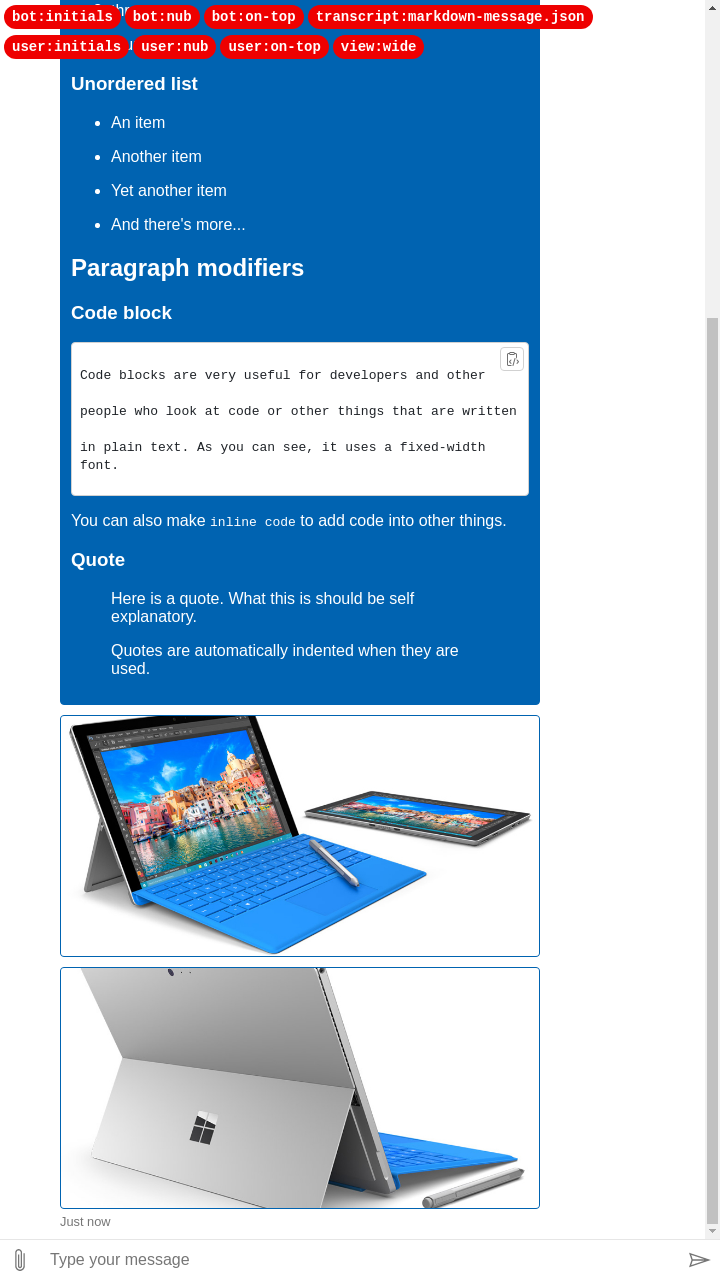 bot:initials bot:nub bot:on-top transcript:markdown-message.json
user:initials user:nub user:on-top view:wide
Unordered list
An item
Another item
Yet another item
And there's more...
Paragraph modifiers
Code block
Code blocks are very useful for developers and other
people who look at code or other things that are written
in plain text. As you can see, it uses a fixed-width
font.
You can also make inline code to add code into other things.
Quote
Here is a quote. What this is should be self
explanatory.
Quotes are automatically indented when they are
used.
Just now
Type your message